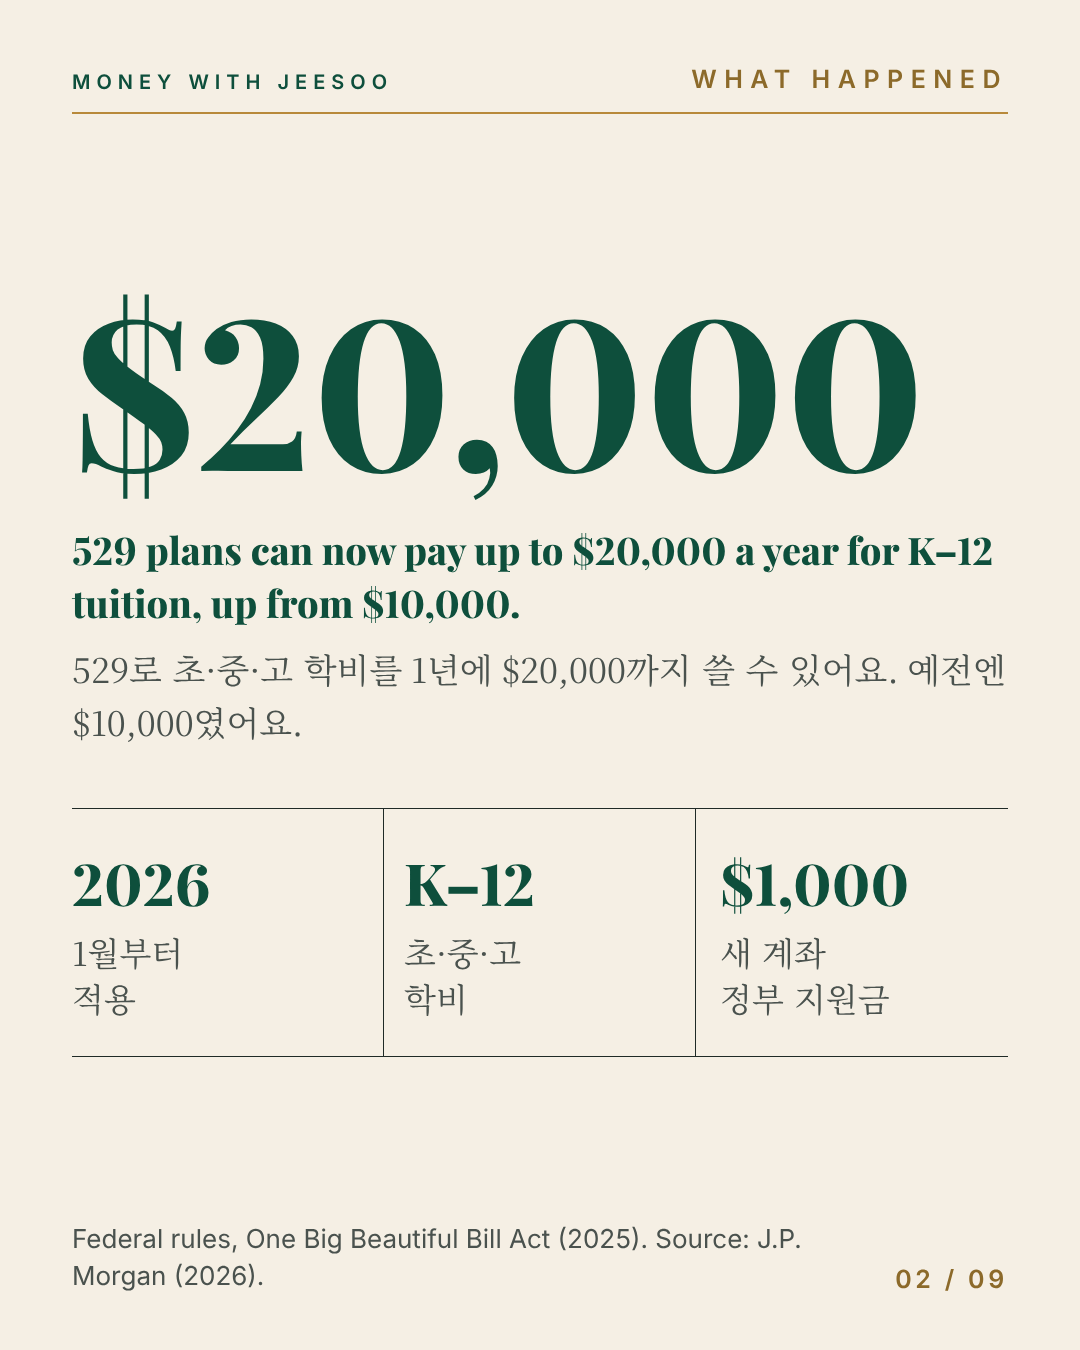 MONEY WITH JEESOO
WHAT HAPPENED
$20,000
529 plans can now pay up to $20,000 a year for K–12
tuition, up from $10,000.
529로 초·중·고 학비를 1년에 $20,000까지 쓸 수 있어요. 예전엔
$10,000였어요.
2026
1월부터
적용
K–12
초·중·고
학비
$1,000
새 계좌
정부 지원금
Federal rules, One Big Beautiful Bill Act (2025). Source: J.P.
Morgan (2026).
02 / 09